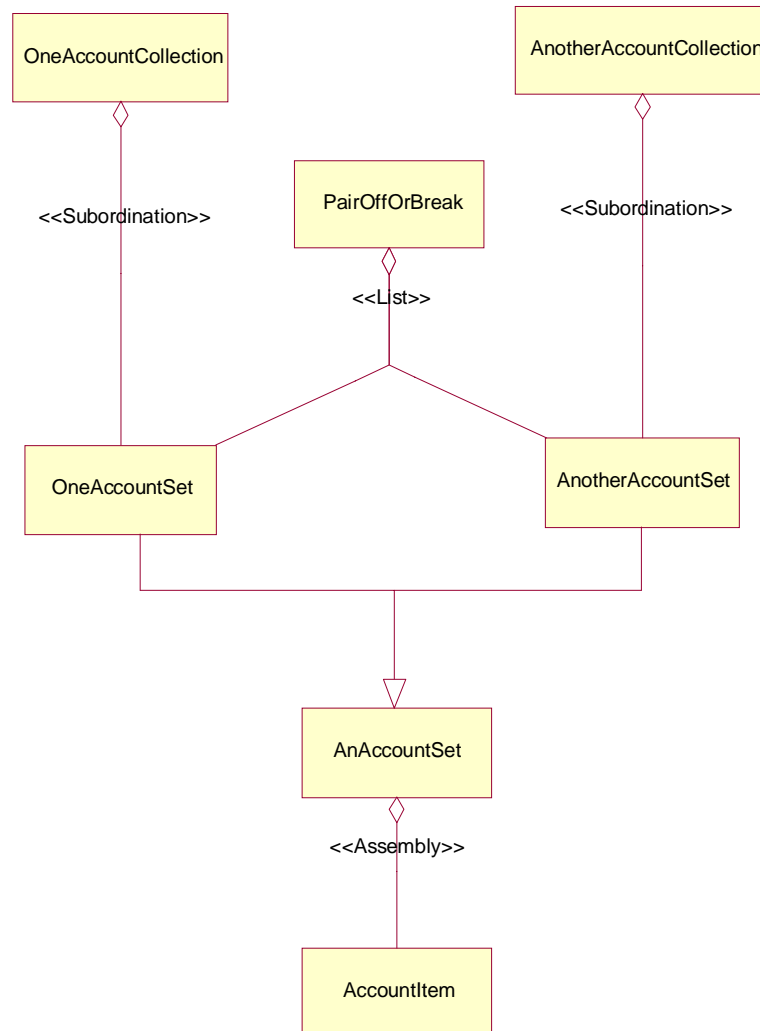 OneAccountCollection
AnotherAccountCollection
PairOffOrBreak
<<Subordination>>
<<Subordination>>
<<List>>
OneAccountSet
AnotherAccountSet
AnAccountSet
<<Assembly>>
AccountItem